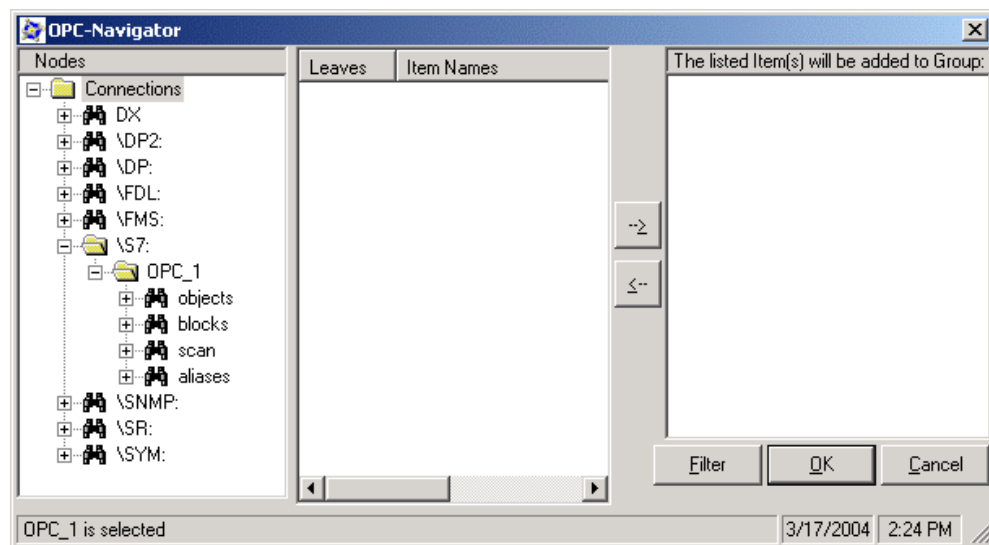 OPC-Navigator
Nodes
Connections
DX
\DP2:
\DP:
\FDL:
\FMS:
\S7:
OPC_1
objects
blocks
scan
aliases
\SNMP:
\SR:
\SYM:
Leaves Item Names
-->
<--
The listed Item(s) will be added to Group:
Filter OK Cancel
OPC_1 is selected 3/17/2004 2:24 PM